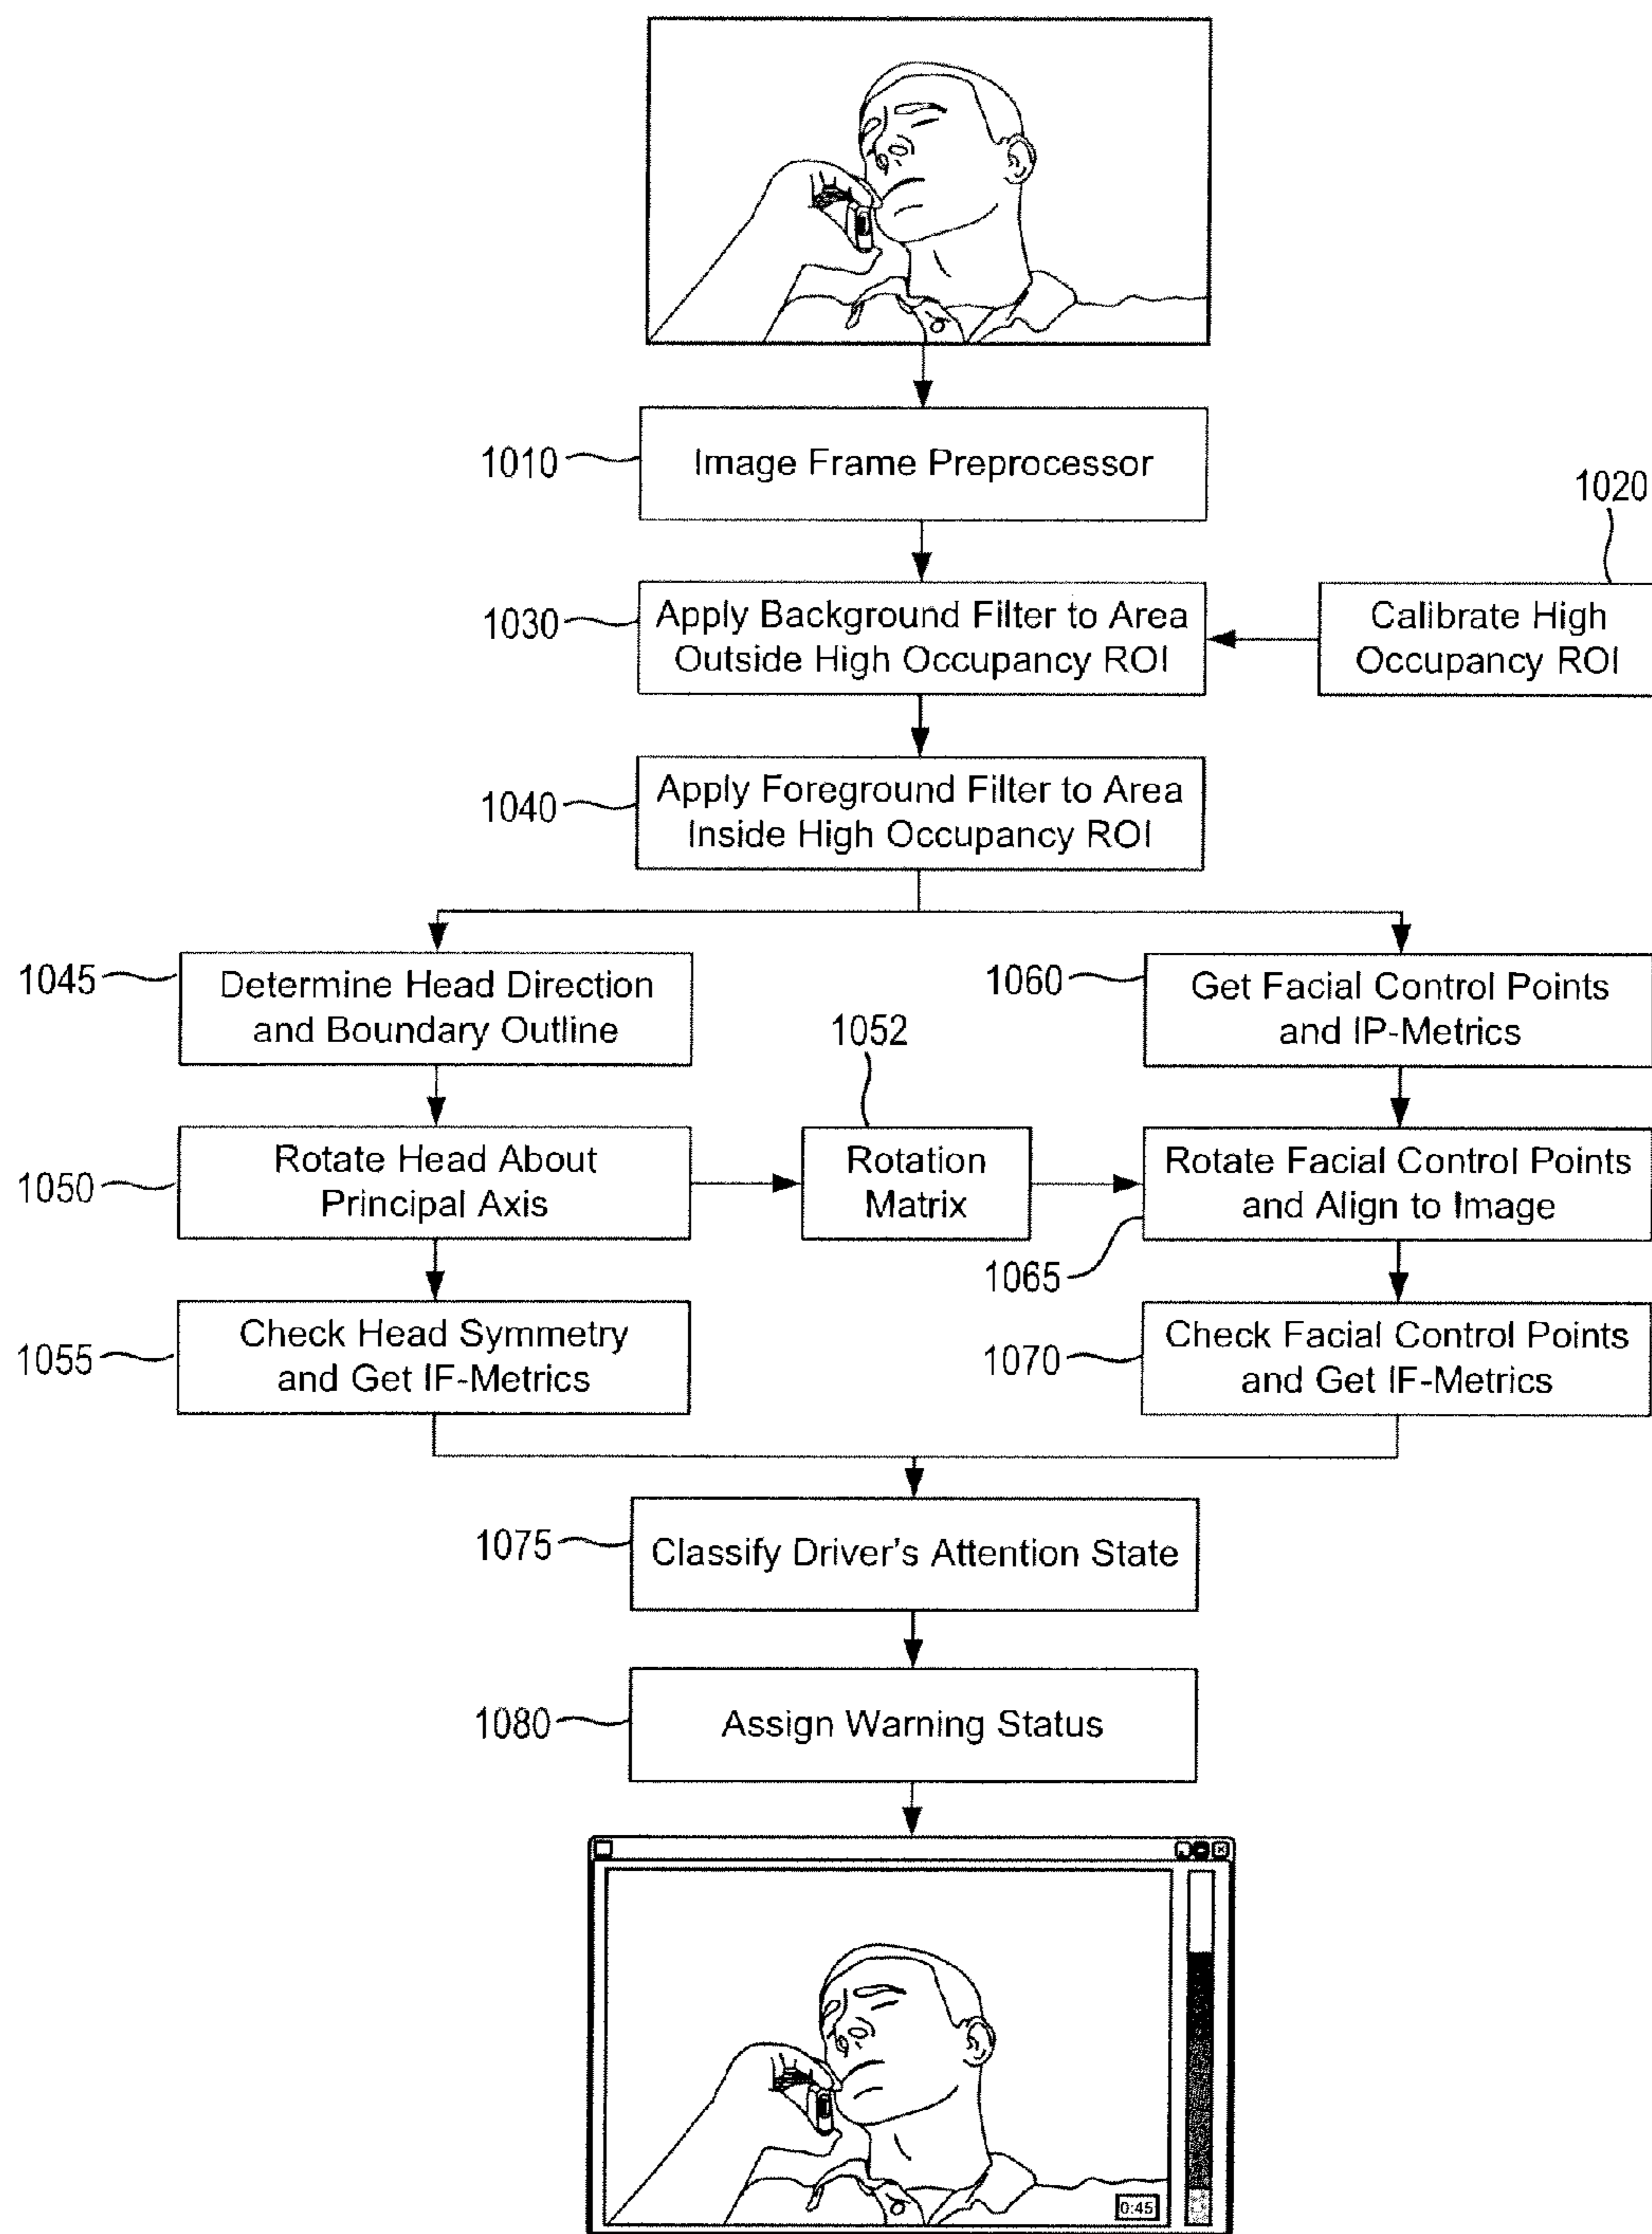 1010
Image Frame Preprocessor
1020
1030
Apply Background Filter to Area
Outside High Occupancy ROI
Calibrate High
Occupancy ROI
1040
Apply Foreground Filter to Area
Inside High Occupancy ROI
1045
Determine Head Direction
and Boundary Outline
1060
Get Facial Control Points
and IP-Metrics
1052
1050
Rotate Head About
Principal Axis
Rotation
Matrix
Rotate Facial Control Points
and Align to Image
1065
1055
Check Head Symmetry
and Get IF-Metrics
1070
Check Facial Control Points
and Get IF-Metrics
1075
Classify Driver's Attention State
1080
Assign Warning Status
0:45